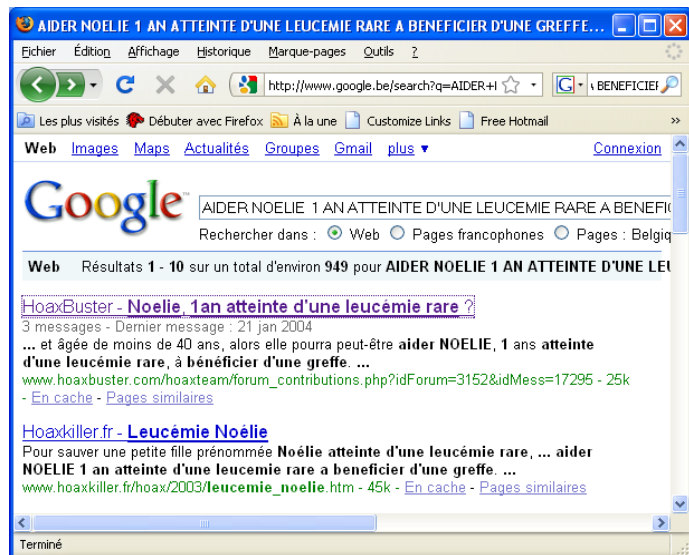 AIDER NOELIE 1 AN ATTEINTE D'UNE LEUCEMIE RARE A BENEFICIER D'UNE GREFFE...
Fichier Édition Affichage Historique Marque-pages Outils ?
http://www.google.be/search?q=AIDER+ G BENEFICIEF
Les plus visités Débuter avec Firefox À la une Customize Links Free Hotmail »
Web Images Maps Actualités Groupes Gmail plus ▼ Connexion
Google™ AIDER NOELIE 1 AN ATTEINTE D'UNE LEUCEMIE RARE A BENEFI
Rechercher dans : Web Pages francophones Pages : Belgiq
Web Résultats 1 - 10 sur un total d'environ 949 pour AIDER NOELIE 1 AN ATTEINTE D'UNE LEU
HoaxBuster - Noelie, 1an atteinte d'une leucémie rare ?
3 messages - Dernier message : 21 jan 2004
... et âgée de moins de 40 ans, alors elle pourra peut-être aider NOELIE, 1 ans atteinte
d'une leucémie rare, à bénéficier d'une greffe. ...
www.hoaxbuster.com/hoaxteam/forum_contributions.php?idForum=3152&idMess=17295 - 25k
- En cache - Pages similaires
Hoaxkiller.fr - Leucémie Noélie
Pour sauver une petite fille prénommée Noélie atteinte d'une leucémie rare, ... aider
NOELIE 1 an atteinte d'une leucemie rare a beneficier d'une greffe. ...
www.hoaxkiller.fr/hoax/2003/leucemie_noelie.htm - 45k - En cache - Pages similaires
Terminé